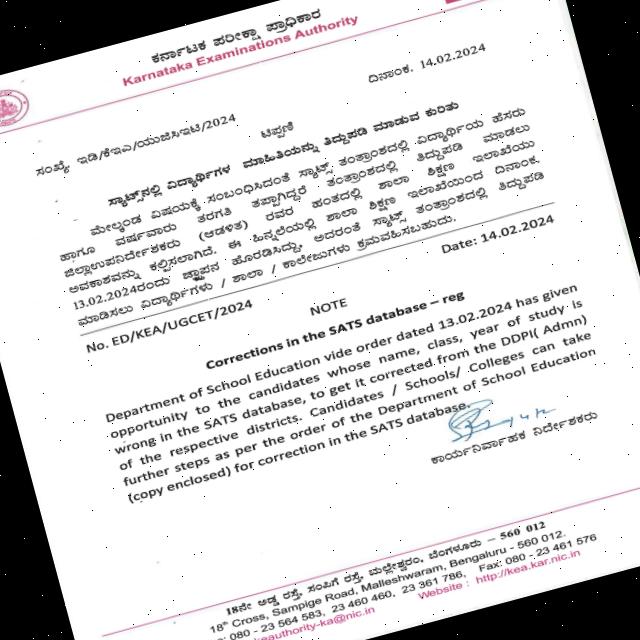 ಕರ್ನಾಟಕ ಪರೀಕ್ಷಾ ಪ್ರಾಧಿಕಾರ
Karnataka Examinations Authority
ಸಂಖ್ಯೆ ಇಡಿ/ಕೆಇಎ/ಯುಜಿಸಿಇಟಿ/2024
ದಿನಾಂಕ. 14.02.2024
ಟಿಪ್ಪಣಿ
ಸ್ಯಾಟ್ಸ್‌ನಲ್ಲಿ ವಿದ್ಯಾರ್ಥಿಗಳ ಮಾಹಿತಿಯನ್ನು ತಿದ್ದುಪಡಿ ಮಾಡುವ ಕುರಿತು
ಮೇಲ್ಕಂಡ ವಿಷಯಕ್ಕೆ ಸಂಬಂಧಿಸಿದಂತೆ ಸ್ಯಾಟ್ಸ್ ತಂತ್ರಾಂಶದಲ್ಲಿ ವಿದ್ಯಾರ್ಥಿಯ ಹೆಸರು
ಹಾಗೂ ವರ್ಷವಾರು ತರಗತಿ ತಪ್ಪಾಗಿದ್ದರೆ ತಂತ್ರಾಂಶದಲ್ಲಿ ತಿದ್ದುಪಡಿ ಮಾಡಲು
ಜಿಲ್ಲಾಉಪನಿರ್ದೇಶಕರು (ಆಡಳಿತ) ರವರ ಹಂತದಲ್ಲಿ ಶಾಲಾ ಶಿಕ್ಷಣ ಇಲಾಖೆಯು
ಅವಕಾಶವನ್ನು ಕಲ್ಪಿಸಲಾಗಿದೆ. ಈ ಹಿನ್ನಲೆಯಲ್ಲಿ ಶಾಲಾ ಶಿಕ್ಷಣ ಇಲಾಖೆಯಿಂದ ದಿನಾಂಕ.
13.02.2024ರಂದು ಜ್ಞಾಪನ ಹೊರಡಿಸಿದ್ದು, ಅದರಂತೆ ಸ್ಯಾಟ್ಸ್ ತಂತ್ರಾಂಶದಲ್ಲಿ ತಿದ್ದುಪಡಿ
ಮಾಡಿಸಲು ವಿದ್ಯಾರ್ಥಿಗಳು / ಶಾಲಾ / ಕಾಲೇಜುಗಳು ಕ್ರಮವಹಿಸಬಹುದು.
No. ED/KEA/UGCET/2024
Date: 14.02.2024
NOTE
Corrections in the SATS database – reg
Department of School Education vide order dated 13.02.2024 has given
opportunity to the candidates whose name, class, year of study is
wrong in the SATS database, to get it corrected from the DDPI( Admn)
of the respective districts. Candidates / Schools/ Colleges can take
further steps as per the order of the Department of School Education
(copy enclosed) for correction in the SATS database.
ಕಾರ್ಯನಿರ್ವಾಹಕ ನಿರ್ದೇಶಕರು
18ನೇ ಅಡ್ಡ ರಸ್ತೆ, ಸಂಪಿಗೆ ರಸ್ತೆ, ಮಲ್ಲೇಶ್ವರಂ, ಬೆಂಗಳೂರು – 560 012
18th Cross, Sampige Road, Malleshwaram, Bengaluru - 560 012.
080 - 23 564 583, 23 460 460, 23 361 786, Fax: 080 - 23 461 576
keauthority-ka@nic.in Website : http://kea.kar.nic.in